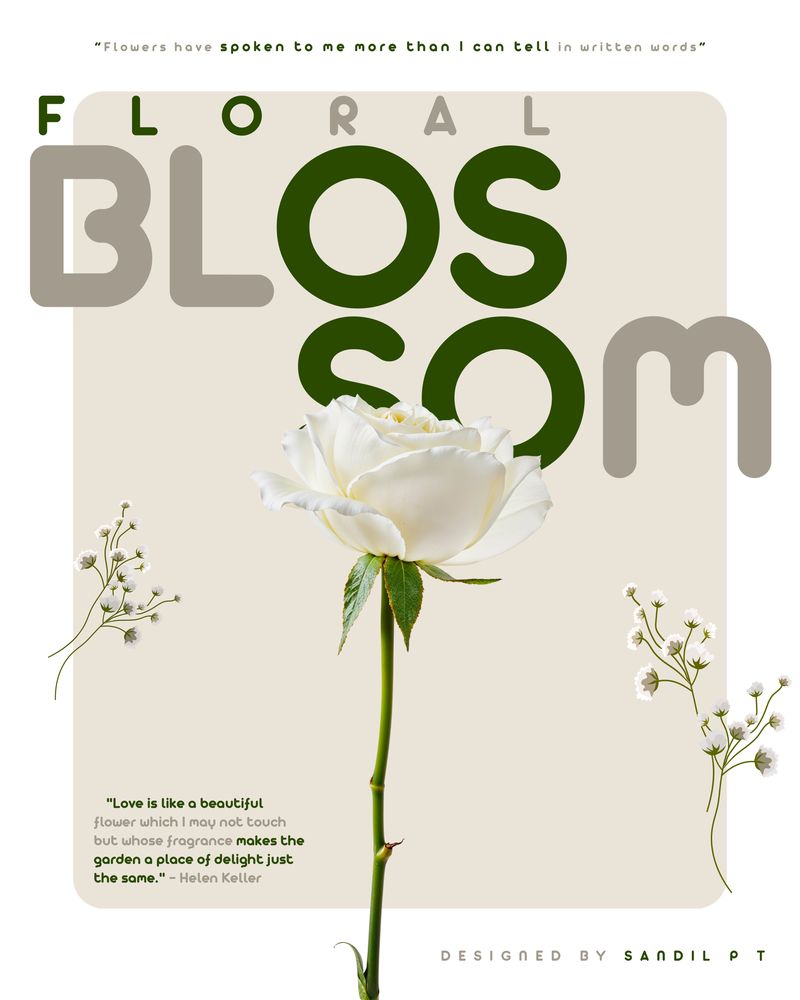 "Flowers have spoken to me more than I can tell in written words"
FLORAL
BLOS
SOM
"Love is like a beautiful
flower which I may not touch
but whose fragrance makes the
garden a place of delight just
the same." - Helen Keller
DESIGNED BY SANDIL P T